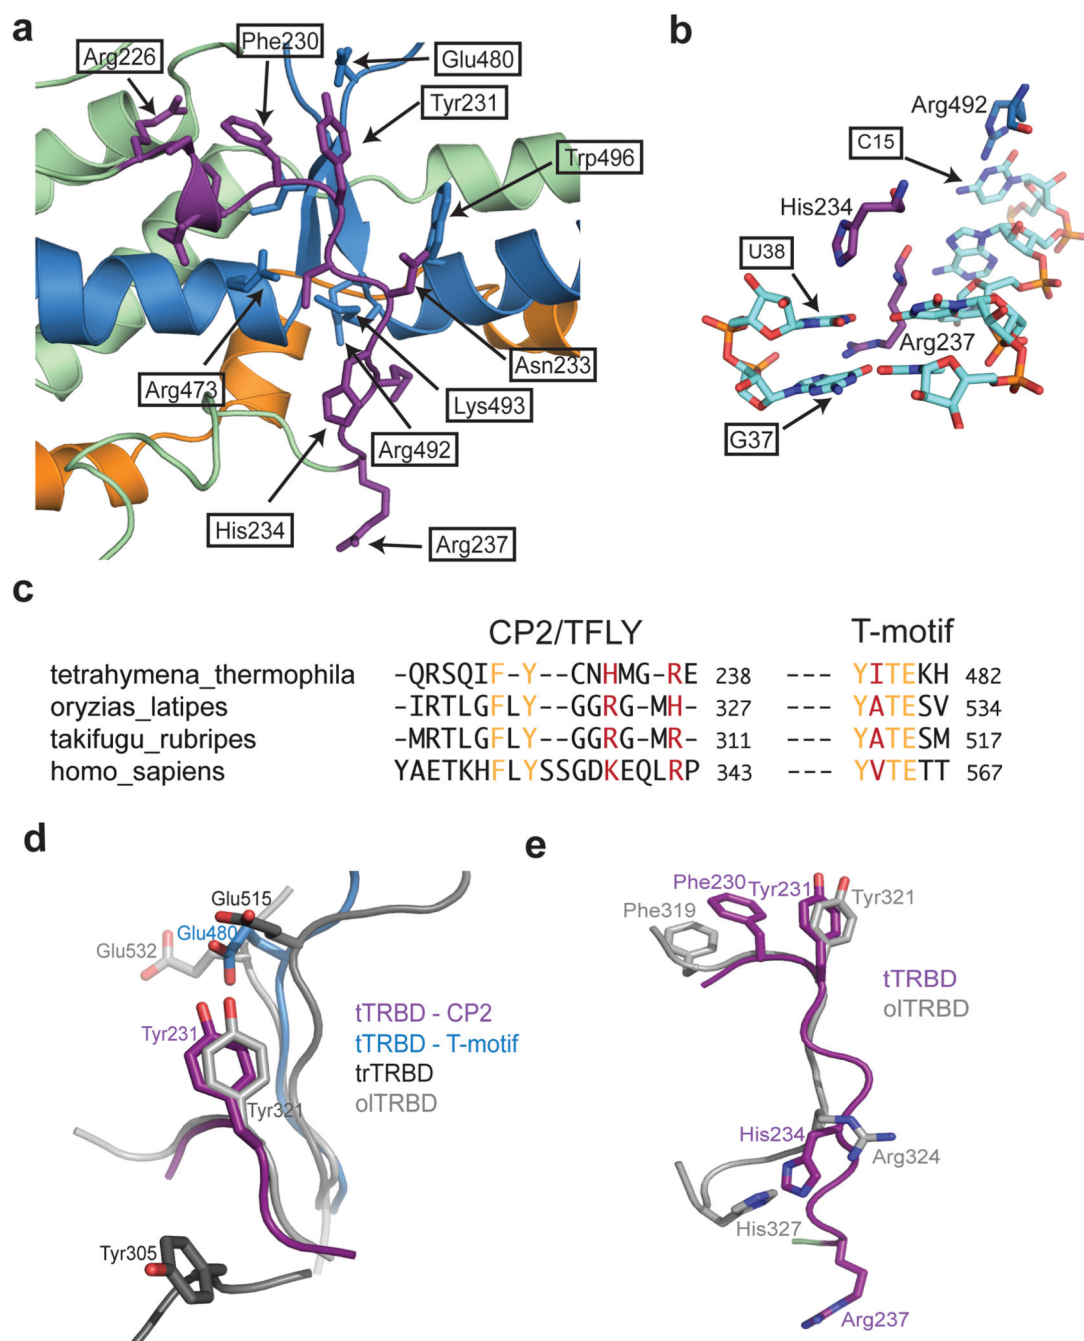 a
Arg226
Phe230
Glu480
Tyr231
Trp496
Asn233
Arg473
Lys493
Arg492
His234
Arg237
b
Arg492
C15
His234
U38
Arg237
G37
c
CP2/TFLY T-motif
tetrahymena_thermophila -QRSQIF-Y--CNHMG-RE 238 --- YITEKH 482
oryzias_latipes -IRTLGFLY--GGRG-MH- 327 --- YATESV 534
takifugu_rubripes -MRTLGFLY--GGRG-MR- 311 --- YATESM 517
homo_sapiens YAETKHFLYSSGDKEQLRP 343 --- YVTETT 567
d
Glu515
Glu480
Glu532
Tyr231
Tyr321
Tyr305
tTRBD - CP2
tTRBD - T-motif
trTRBD
olTRBD
e
Phe230
Tyr231
Phe319
Tyr321
tTRBD
olTRBD
His234
Arg324
His327
Arg237